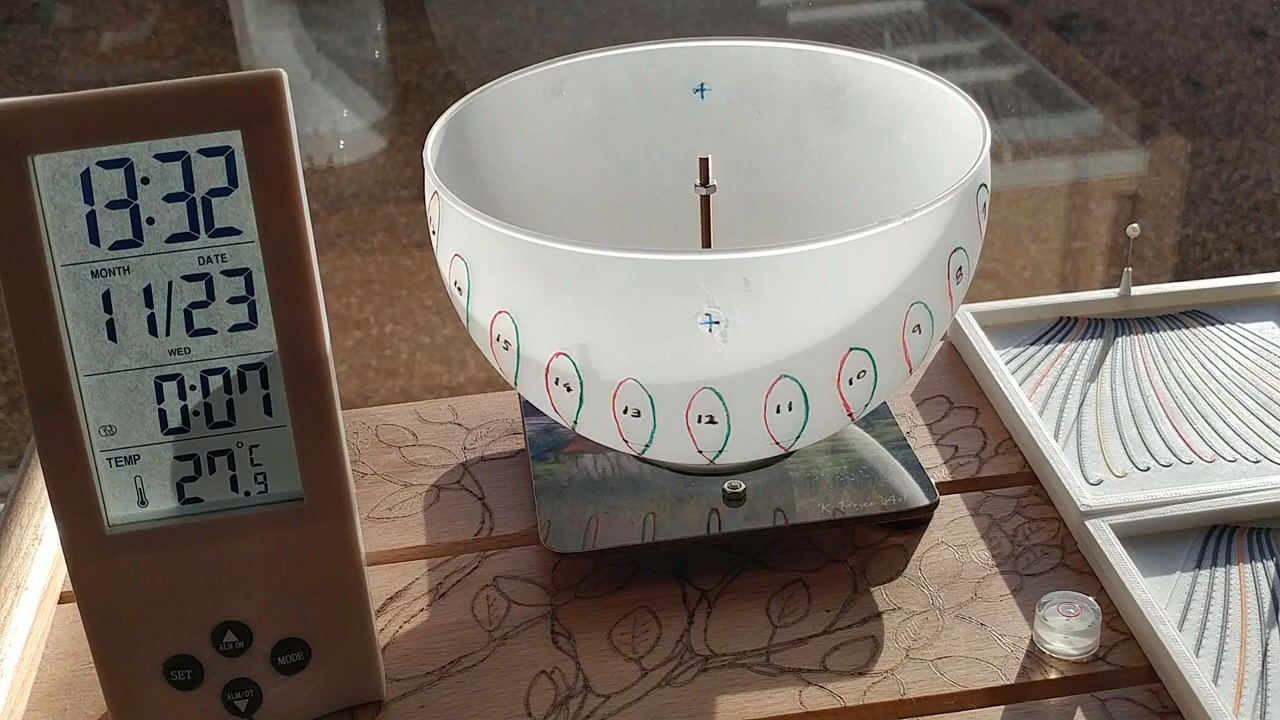 13:32
MONTH DATE
11/23
WED
0:07
TEMP 27.9°C
ALM ON
SET
MODE
ALM/DT
15
14
13
12
11
10
9
8